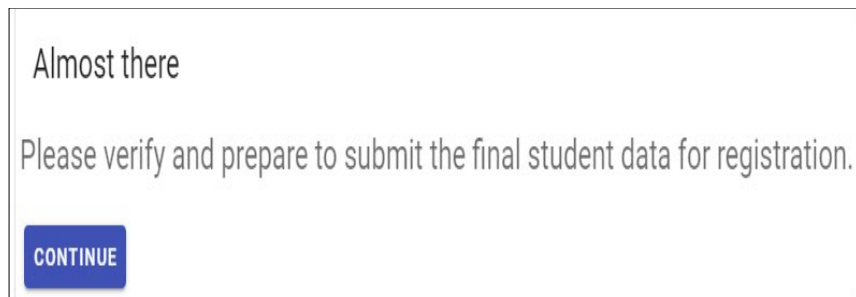 Almost there
Please verify and prepare to submit the final student data for registration.
CONTINUE